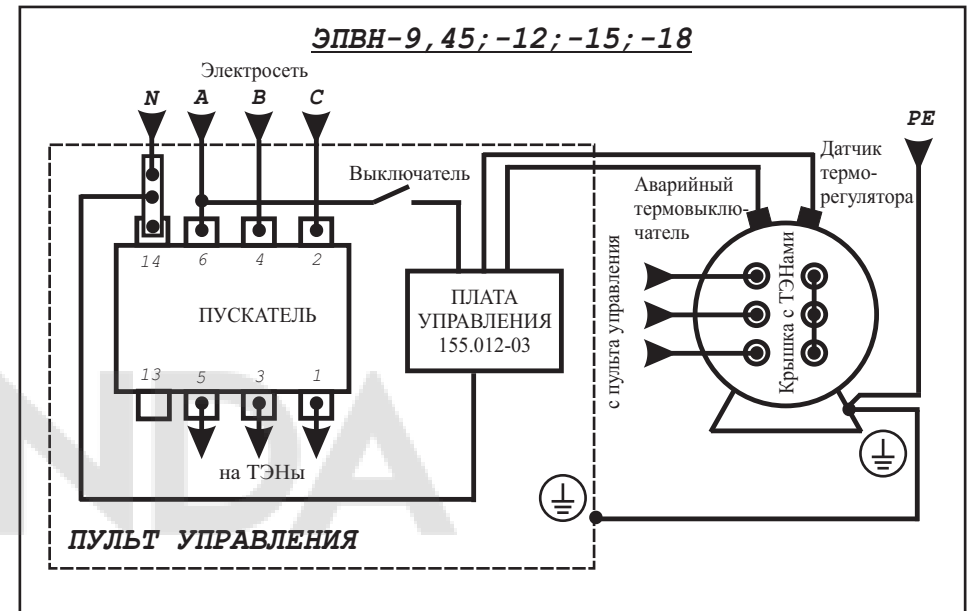 ЭПВН-9,45;-12;-15;-18
Электросеть
N A B C
PE
Выключатель
Аварийный
термовыклю-
чатель
Датчик
термо-
регулятора
14 6 4 2
ПУСКАТЕЛЬ
13 5 3 1
на ТЭНы
ПЛАТА
УПРАВЛЕНИЯ
155.012-03
с пульта управления
Крышка с ТЭНами
ПУЛЬТ УПРАВЛЕНИЯ